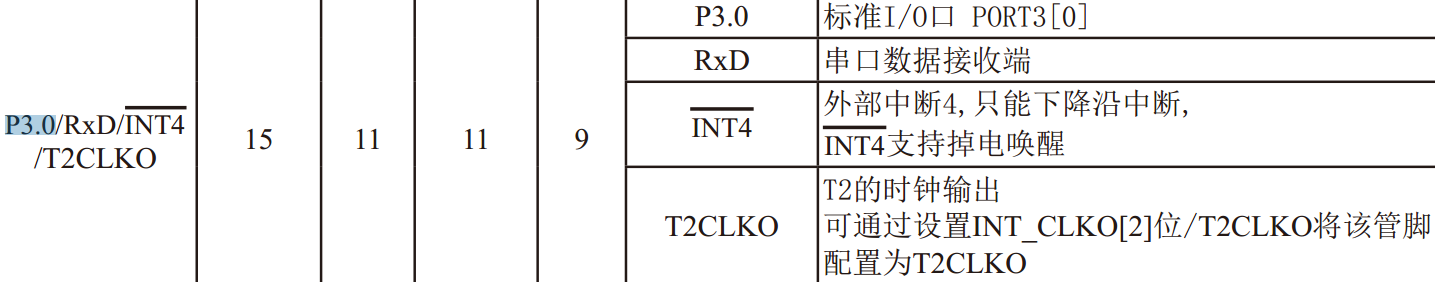 P3.0/RxD/INT4
/T2CLKO
15
11
11
9
P3.0
标准I/O口 PORT3[0]
RxD
串口数据接收端
INT4
外部中断4,只能下降沿中断,
INT4支持掉电唤醒
T2CLKO
T2的时钟输出
可通过设置INT_CLKO[2]位/T2CLKO将该管脚
配置为T2CLKO